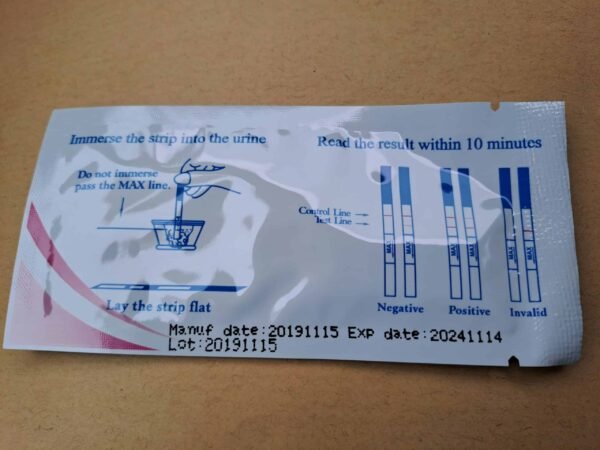 Immerse the strip into the urine
Do not immerse
pass the MAX line.
Lay the strip flat
Read the result within 10 minutes
Control Line
Test Line
MAX MAX MAX MAX MAX MAX
Negative Positive Invalid
Manuf date:20191115 Exp date:20241114
Lot:20191115